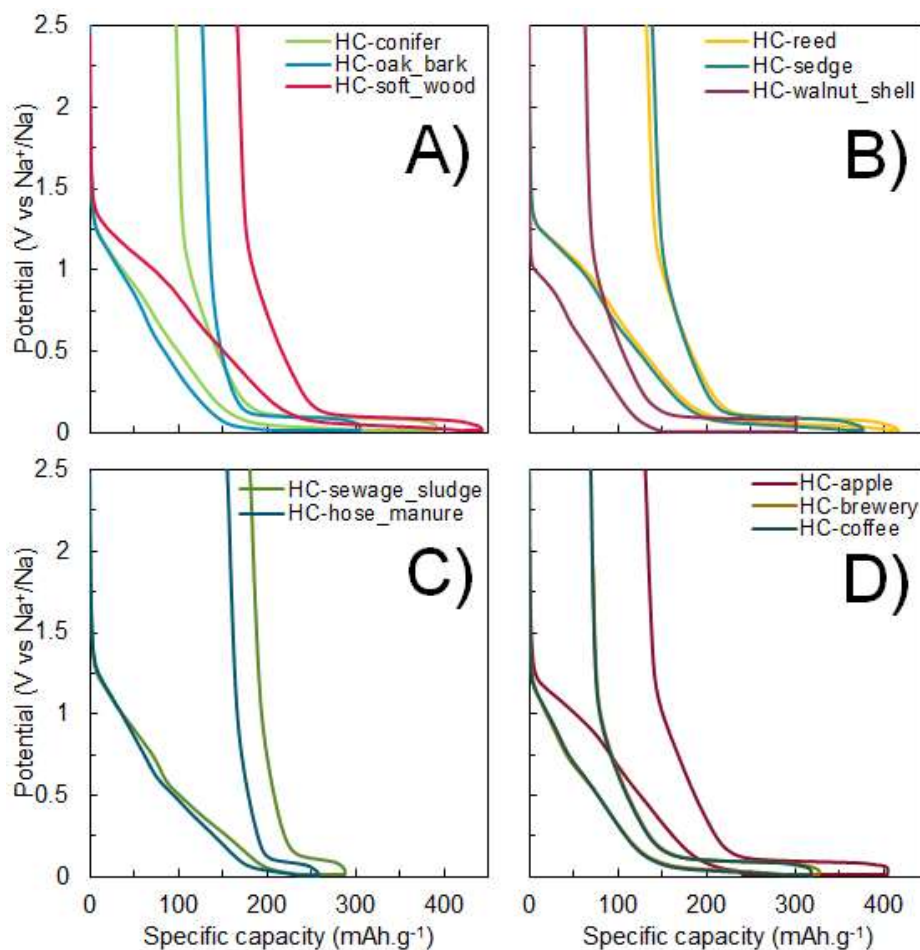 2.5
HC-conifer
HC-oak_bark
HC-soft_wood
A)
2
1.5
1
0.5
0
Potential (V vs Na⁺/Na)
HC-reed
HC-sedge
HC-walnut_shell
B)
2.5
HC-sewage_sludge
HC-hose_manure
C)
2
1.5
1
0.5
0
Potential (V vs Na⁺/Na)
0 100 200 300 400
Specific capacity (mAh.g⁻¹)
HC-apple
HC-brewery
HC-coffee
D)
0 100 200 300 400
Specific capacity (mAh.g⁻¹)